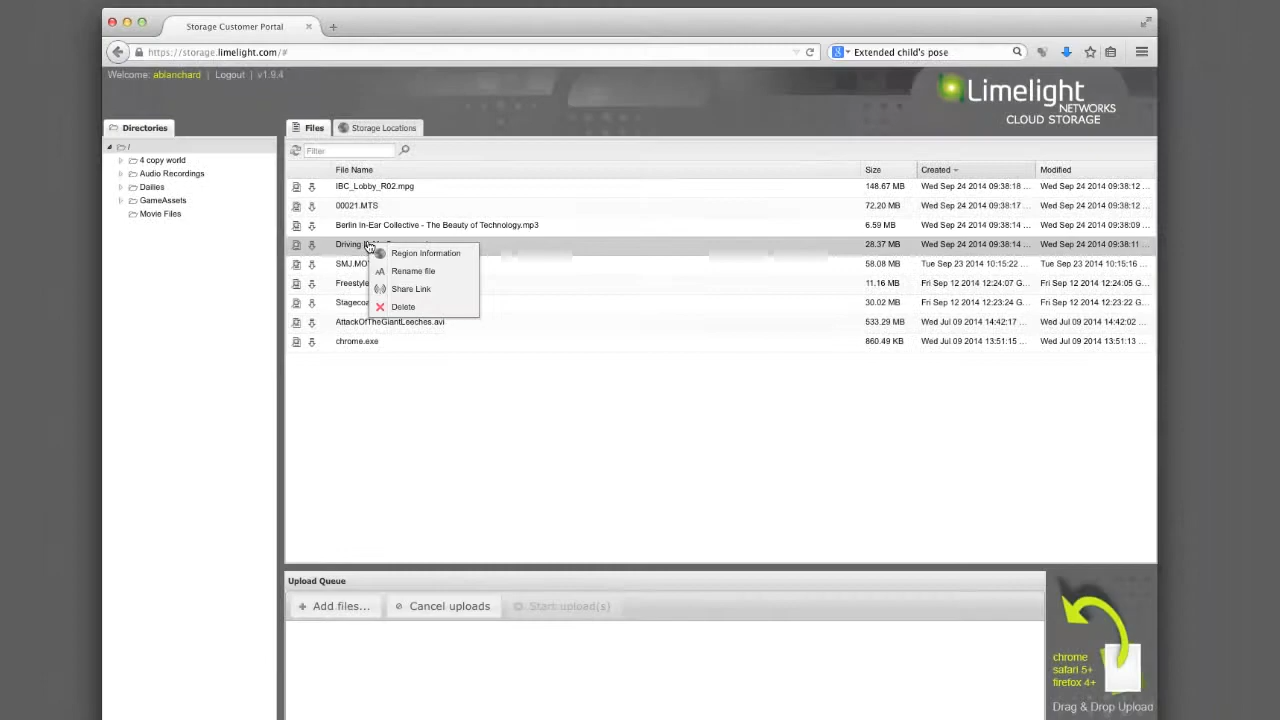 Storage Customer Portal
https://storage.limelight.com/#
Extended child's pose
Welcome: ablanchard | Logout | v1.9.4
Limelight
NETWORKS
CLOUD STORAGE
Directories
/
4 copy world
Audio Recordings
Dailies
GameAssets
Movie Files
Files
Storage Locations
Filter
File Name Size Created Modified
IBC_Lobby_R02.mpg 148.67 MB Wed Sep 24 2014 09:38:18 ... Wed Sep 24 2014 09:38:12 ...
00021.MTS 72.20 MB Wed Sep 24 2014 09:38:17 ... Wed Sep 24 2014 09:38:12 ...
Berlin In-Ear Collective - The Beauty of Technology.mp3 6.59 MB Wed Sep 24 2014 09:38:14 ... Wed Sep 24 2014 09:38:09 ...
Driving 28.37 MB Wed Sep 24 2014 09:38:14 ... Wed Sep 24 2014 09:38:11 ...
SMJ.MO 58.08 MB Tue Sep 23 2014 10:15:22 ... Tue Sep 23 2014 10:15:16 ...
Freestyle 11.16 MB Fri Sep 12 2014 12:24:07 G... Fri Sep 12 2014 12:24:05 G...
Stagecoa 30.02 MB Fri Sep 12 2014 12:23:24 G... Fri Sep 12 2014 12:22:27 G...
AttackOfTheGiantLeeches.avi 533.29 MB Wed Jul 09 2014 14:42:17 ... Wed Jul 09 2014 14:42:02 ...
chrome.exe 860.49 KB Wed Jul 09 2014 13:51:15 ... Wed Jul 09 2014 13:51:13 ...
Region Information
Rename file
Share Link
Delete
Upload Queue
Add files...
Cancel uploads
Start upload(s)
chrome
safari 5+
firefox 4+
Drag & Drop Upload